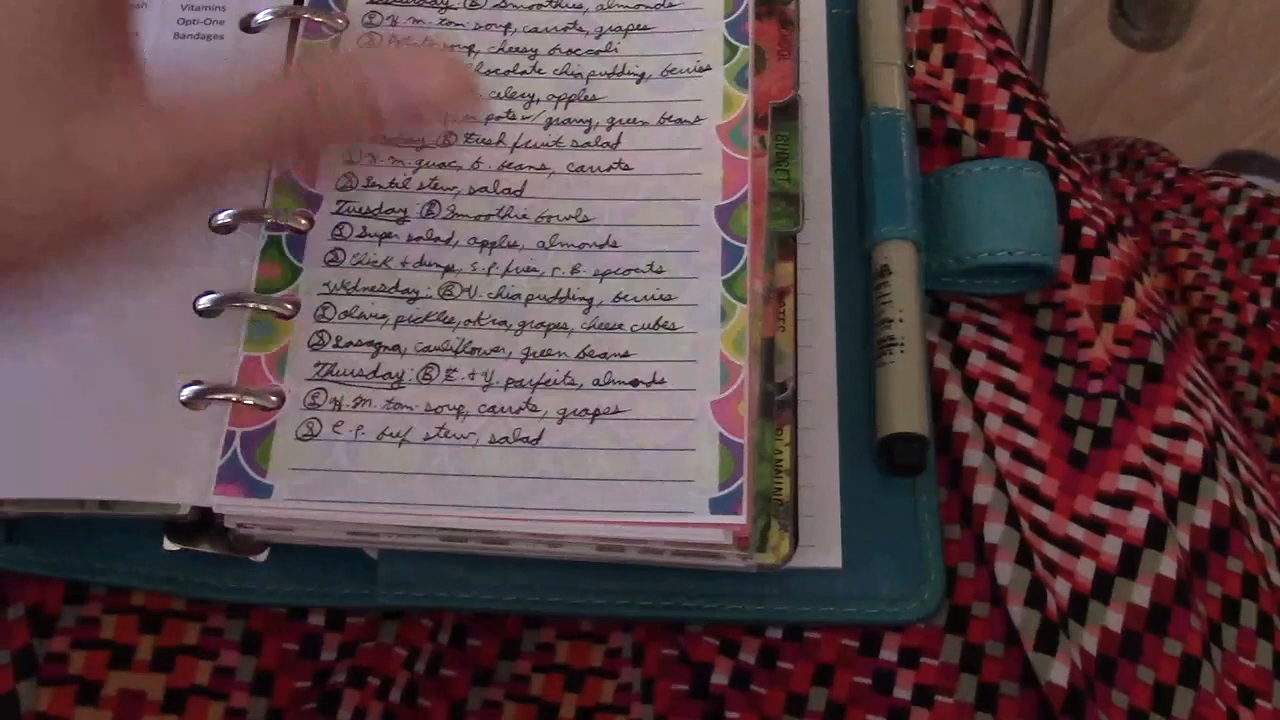 Vitamins
Opti-One
Bandages
Smoothies, almonds
Ⓛ H.m. tom soup, carrots, grapes
Ⓢ Potato soup, cheesy broccoli
chia pudding, berries
celery, apples
w/ gravy, green beans
Ⓑ Fresh fruit salad
Ⓛ H.m. guac, b. beans, carrots
Ⓢ Lentil stew, salad
Tuesday: Ⓑ Smoothie bowls
Ⓛ Super salad, apples, almonds
Ⓢ Chick + dumps, s.p. fries, r. B. sprouts
Wednesday: Ⓑ V. chia pudding, berries
Ⓛ olives, pickles, okra, grapes, cheese cubes
Ⓢ Lasagna, cauliflower, green beans
Thursday: Ⓑ F. + Y. parfaits, almonds
Ⓛ H.M. tom soup, carrots, grapes
Ⓢ C.P. beef stew, salad
BUDGET